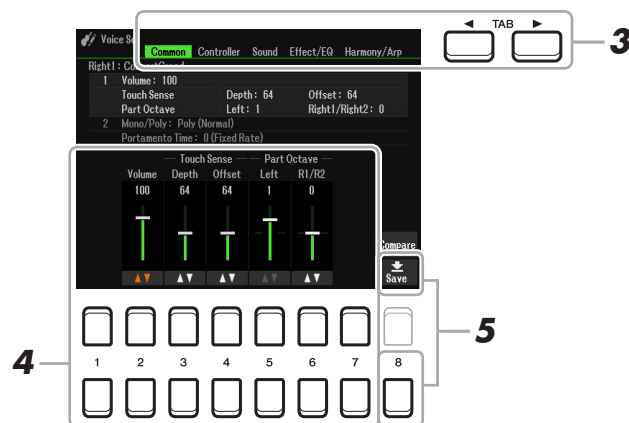 ◄ TAB ►
3
Voice Se
Common Controller Sound Effect/EQ Harmony/Arp
Right1 :
1 Volume : 100
Touch Sense Depth : 64 Offset : 64
Part Octave Left : 1 Right1/Right2 : 0
2 Mono/Poly : Poly (Normal)
Portamento Time : 0 (Fixed Rate)
Touch Sense Part Octave
Volume Depth Offset Left R1/R2
100 64 64 1 0
Compare
Save
5
4
1 2 3 4 5 6 7 8